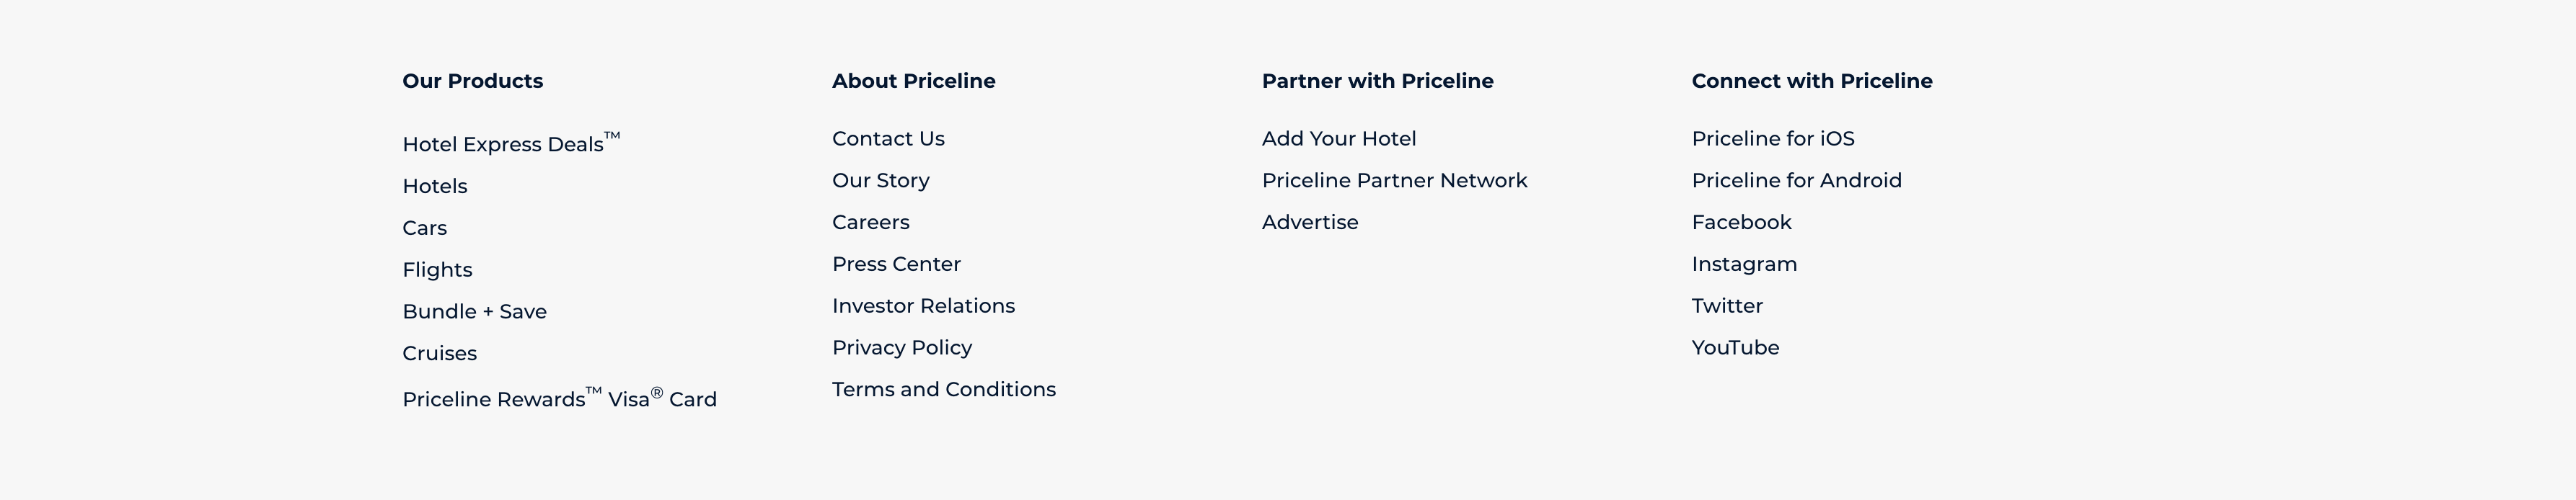 Our Products
Hotel Express Deals™
Hotels
Cars
Flights
Bundle + Save
Cruises
Priceline Rewards™ Visa® Card
About Priceline
Contact Us
Our Story
Careers
Press Center
Investor Relations
Privacy Policy
Terms and Conditions
Partner with Priceline
Add Your Hotel
Priceline Partner Network
Advertise
Connect with Priceline
Priceline for iOS
Priceline for Android
Facebook
Instagram
Twitter
YouTube